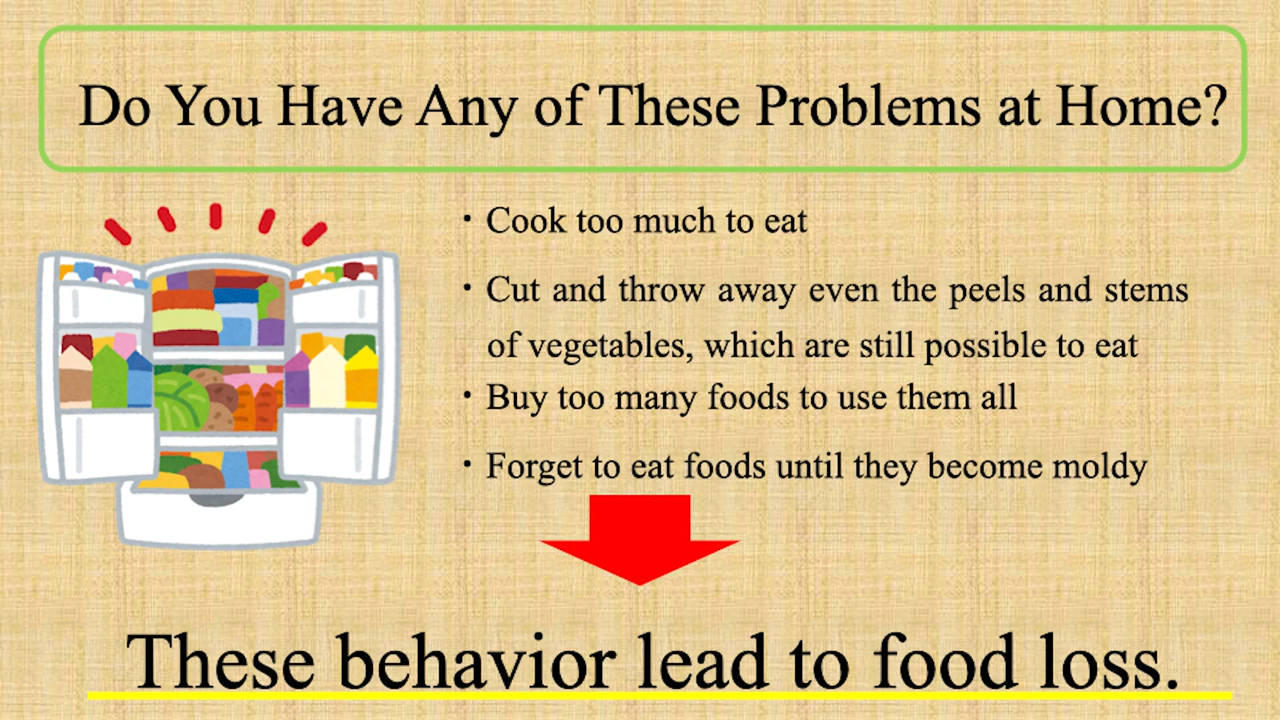 Do You Have Any of These Problems at Home?
・Cook too much to eat
・Cut and throw away even the peels and stems
of vegetables, which are still possible to eat
・Buy too many foods to use them all
・Forget to eat foods until they become moldy
These behavior lead to food loss.